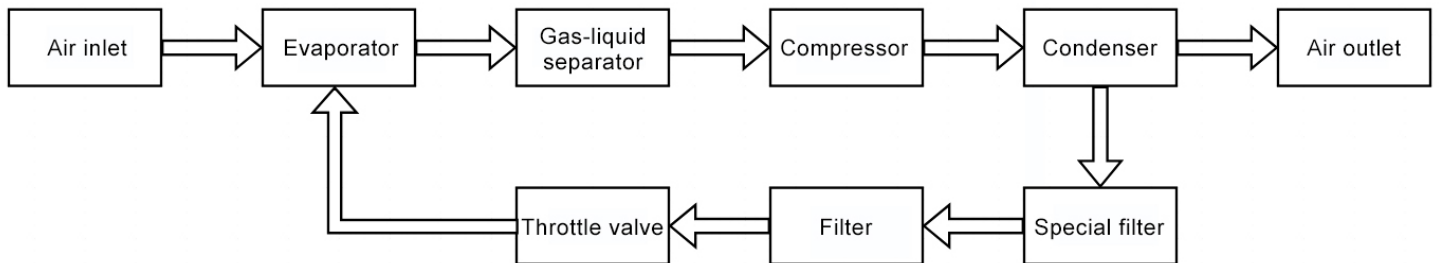 Air inlet
Evaporator
Gas-liquid
separator
Compressor
Condenser
Air outlet
Throttle valve
Filter
Special filter